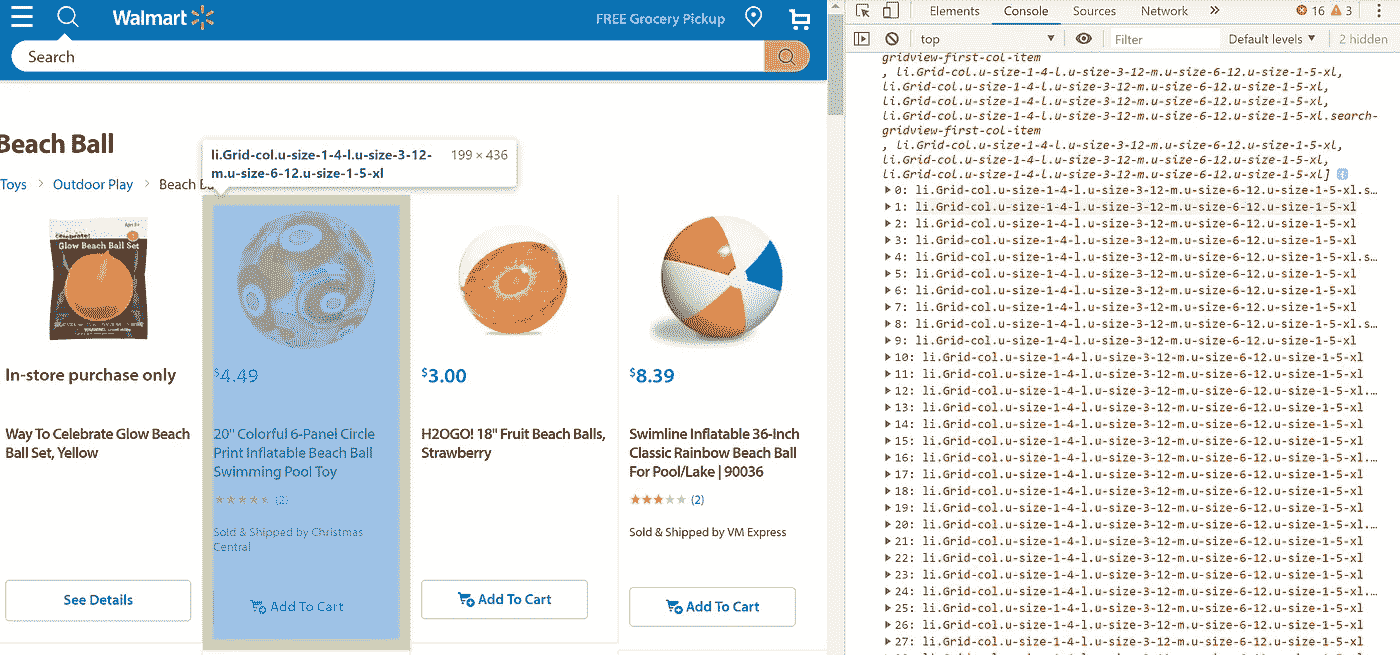 Walmart
FREE Grocery Pickup
Search
Beach Ball
li.Grid-col.u-size-1-4-l.u-size-3-12-
m.u-size-6-12.u-size-1-5-xl
199 × 436
Toys > Outdoor Play > Beach
Celebrate!
Glow Beach Ball Set
In-store purchase only
$4.49
$3.00
$8.39
Way To Celebrate Glow Beach
Ball Set, Yellow
20" Colorful 6-Panel Circle
Print Inflatable Beach Ball
Swimming Pool Toy
(2)
Sold & Shipped by Christmas
Central
H2OGO! 18" Fruit Beach Balls,
Strawberry
Swimline Inflatable 36-Inch
Classic Rainbow Beach Ball
For Pool/Lake | 90036
(2)
Sold & Shipped by VM Express
See Details
Add To Cart
Add To Cart
Add To Cart
Elements Console Sources Network » 16 3
top Filter Default levels 2 hidden
gridview-first-col-item
, li.Grid-col.u-size-1-4-l.u-size-3-12-m.u-size-6-12.u-size-1-5-xl,
li.Grid-col.u-size-1-4-l.u-size-3-12-m.u-size-6-12.u-size-1-5-xl,
li.Grid-col.u-size-1-4-l.u-size-3-12-m.u-size-6-12.u-size-1-5-xl,
li.Grid-col.u-size-1-4-l.u-size-3-12-m.u-size-6-12.u-size-1-5-xl.search-
gridview-first-col-item
, li.Grid-col.u-size-1-4-l.u-size-3-12-m.u-size-6-12.u-size-1-5-xl,
li.Grid-col.u-size-1-4-l.u-size-3-12-m.u-size-6-12.u-size-1-5-xl,
li.Grid-col.u-size-1-4-l.u-size-3-12-m.u-size-6-12.u-size-1-5-xl]
0: li.Grid-col.u-size-1-4-l.u-size-3-12-m.u-size-6-12.u-size-1-5-xl.s…
1: li.Grid-col.u-size-1-4-l.u-size-3-12-m.u-size-6-12.u-size-1-5-xl
2: li.Grid-col.u-size-1-4-l.u-size-3-12-m.u-size-6-12.u-size-1-5-xl
3: li.Grid-col.u-size-1-4-l.u-size-3-12-m.u-size-6-12.u-size-1-5-xl
4: li.Grid-col.u-size-1-4-l.u-size-3-12-m.u-size-6-12.u-size-1-5-xl.s…
5: li.Grid-col.u-size-1-4-l.u-size-3-12-m.u-size-6-12.u-size-1-5-xl
6: li.Grid-col.u-size-1-4-l.u-size-3-12-m.u-size-6-12.u-size-1-5-xl
7: li.Grid-col.u-size-1-4-l.u-size-3-12-m.u-size-6-12.u-size-1-5-xl
8: li.Grid-col.u-size-1-4-l.u-size-3-12-m.u-size-6-12.u-size-1-5-xl.s…
9: li.Grid-col.u-size-1-4-l.u-size-3-12-m.u-size-6-12.u-size-1-5-xl
10: li.Grid-col.u-size-1-4-l.u-size-3-12-m.u-size-6-12.u-size-1-5-xl
11: li.Grid-col.u-size-1-4-l.u-size-3-12-m.u-size-6-12.u-size-1-5-xl
12: li.Grid-col.u-size-1-4-l.u-size-3-12-m.u-size-6-12.u-size-1-5-xl.…
13: li.Grid-col.u-size-1-4-l.u-size-3-12-m.u-size-6-12.u-size-1-5-xl
14: li.Grid-col.u-size-1-4-l.u-size-3-12-m.u-size-6-12.u-size-1-5-xl
15: li.Grid-col.u-size-1-4-l.u-size-3-12-m.u-size-6-12.u-size-1-5-xl
16: li.Grid-col.u-size-1-4-l.u-size-3-12-m.u-size-6-12.u-size-1-5-xl.…
17: li.Grid-col.u-size-1-4-l.u-size-3-12-m.u-size-6-12.u-size-1-5-xl
18: li.Grid-col.u-size-1-4-l.u-size-3-12-m.u-size-6-12.u-size-1-5-xl
19: li.Grid-col.u-size-1-4-l.u-size-3-12-m.u-size-6-12.u-size-1-5-xl
20: li.Grid-col.u-size-1-4-l.u-size-3-12-m.u-size-6-12.u-size-1-5-xl.…
21: li.Grid-col.u-size-1-4-l.u-size-3-12-m.u-size-6-12.u-size-1-5-xl
22: li.Grid-col.u-size-1-4-l.u-size-3-12-m.u-size-6-12.u-size-1-5-xl
23: li.Grid-col.u-size-1-4-l.u-size-3-12-m.u-size-6-12.u-size-1-5-xl
24: li.Grid-col.u-size-1-4-l.u-size-3-12-m.u-size-6-12.u-size-1-5-xl.…
25: li.Grid-col.u-size-1-4-l.u-size-3-12-m.u-size-6-12.u-size-1-5-xl
26: li.Grid-col.u-size-1-4-l.u-size-3-12-m.u-size-6-12.u-size-1-5-xl
27: li.Grid-col.u-size-1-4-l.u-size-3-12-m.u-size-6-12.u-size-1-5-xl